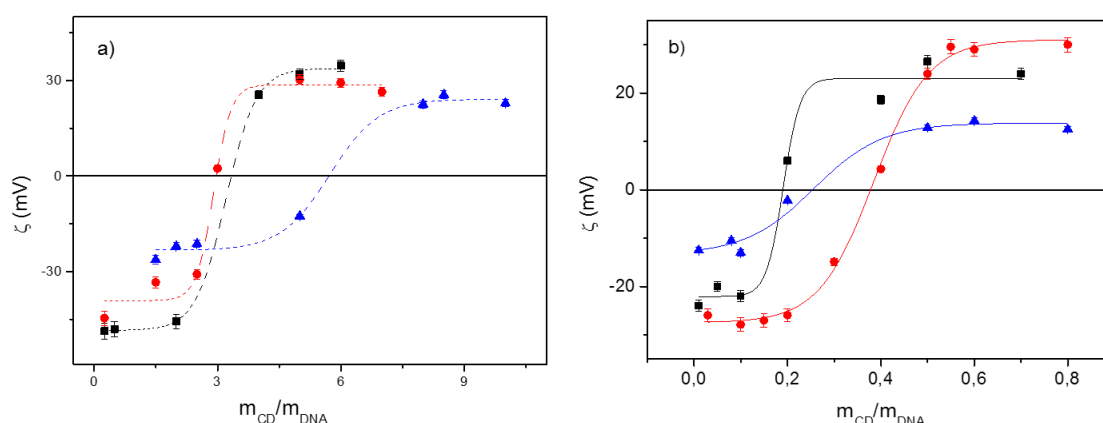 a)
30
0
-30
ζ (mV)
0
3
6
9
m_CD/m_DNA
b)
20
0
-20
ζ (mV)
0,0
0,2
0,4
0,6
0,8
m_CD/m_DNA